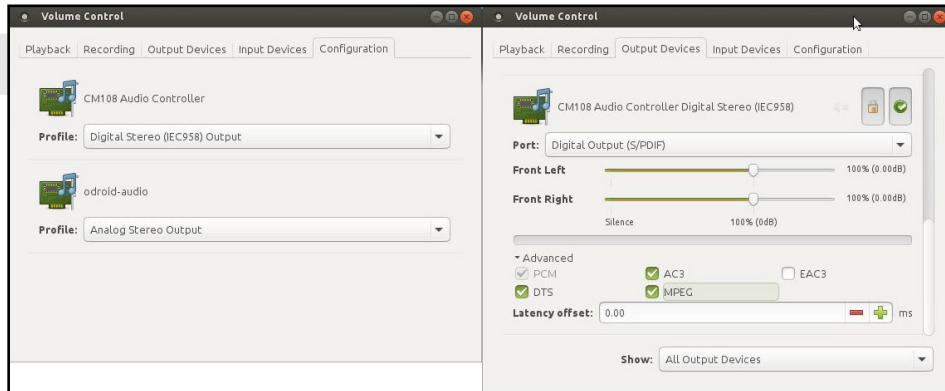 Volume Control
Playback Recording Output Devices Input Devices Configuration
CM108 Audio Controller
Profile: Digital Stereo (IEC958) Output
odroid-audio
Profile: Analog Stereo Output
Volume Control
Playback Recording Output Devices Input Devices Configuration
CM108 Audio Controller Digital Stereo (IEC958)
Port: Digital Output (S/PDIF)
Front Left 100% (0.00dB)
Front Right 100% (0.00dB)
Silence 100% (0dB)
Advanced
PCM AC3 EAC3
DTS MPEG
Latency offset: 0.00 ms
Show: All Output Devices